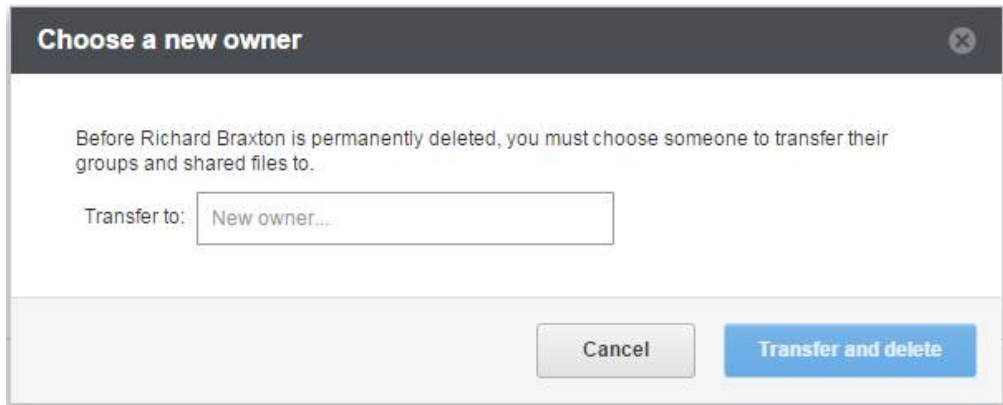 Choose a new owner
Before Richard Braxton is permanently deleted, you must choose someone to transfer their
groups and shared files to.
Transfer to: New owner...
Cancel Transfer and delete